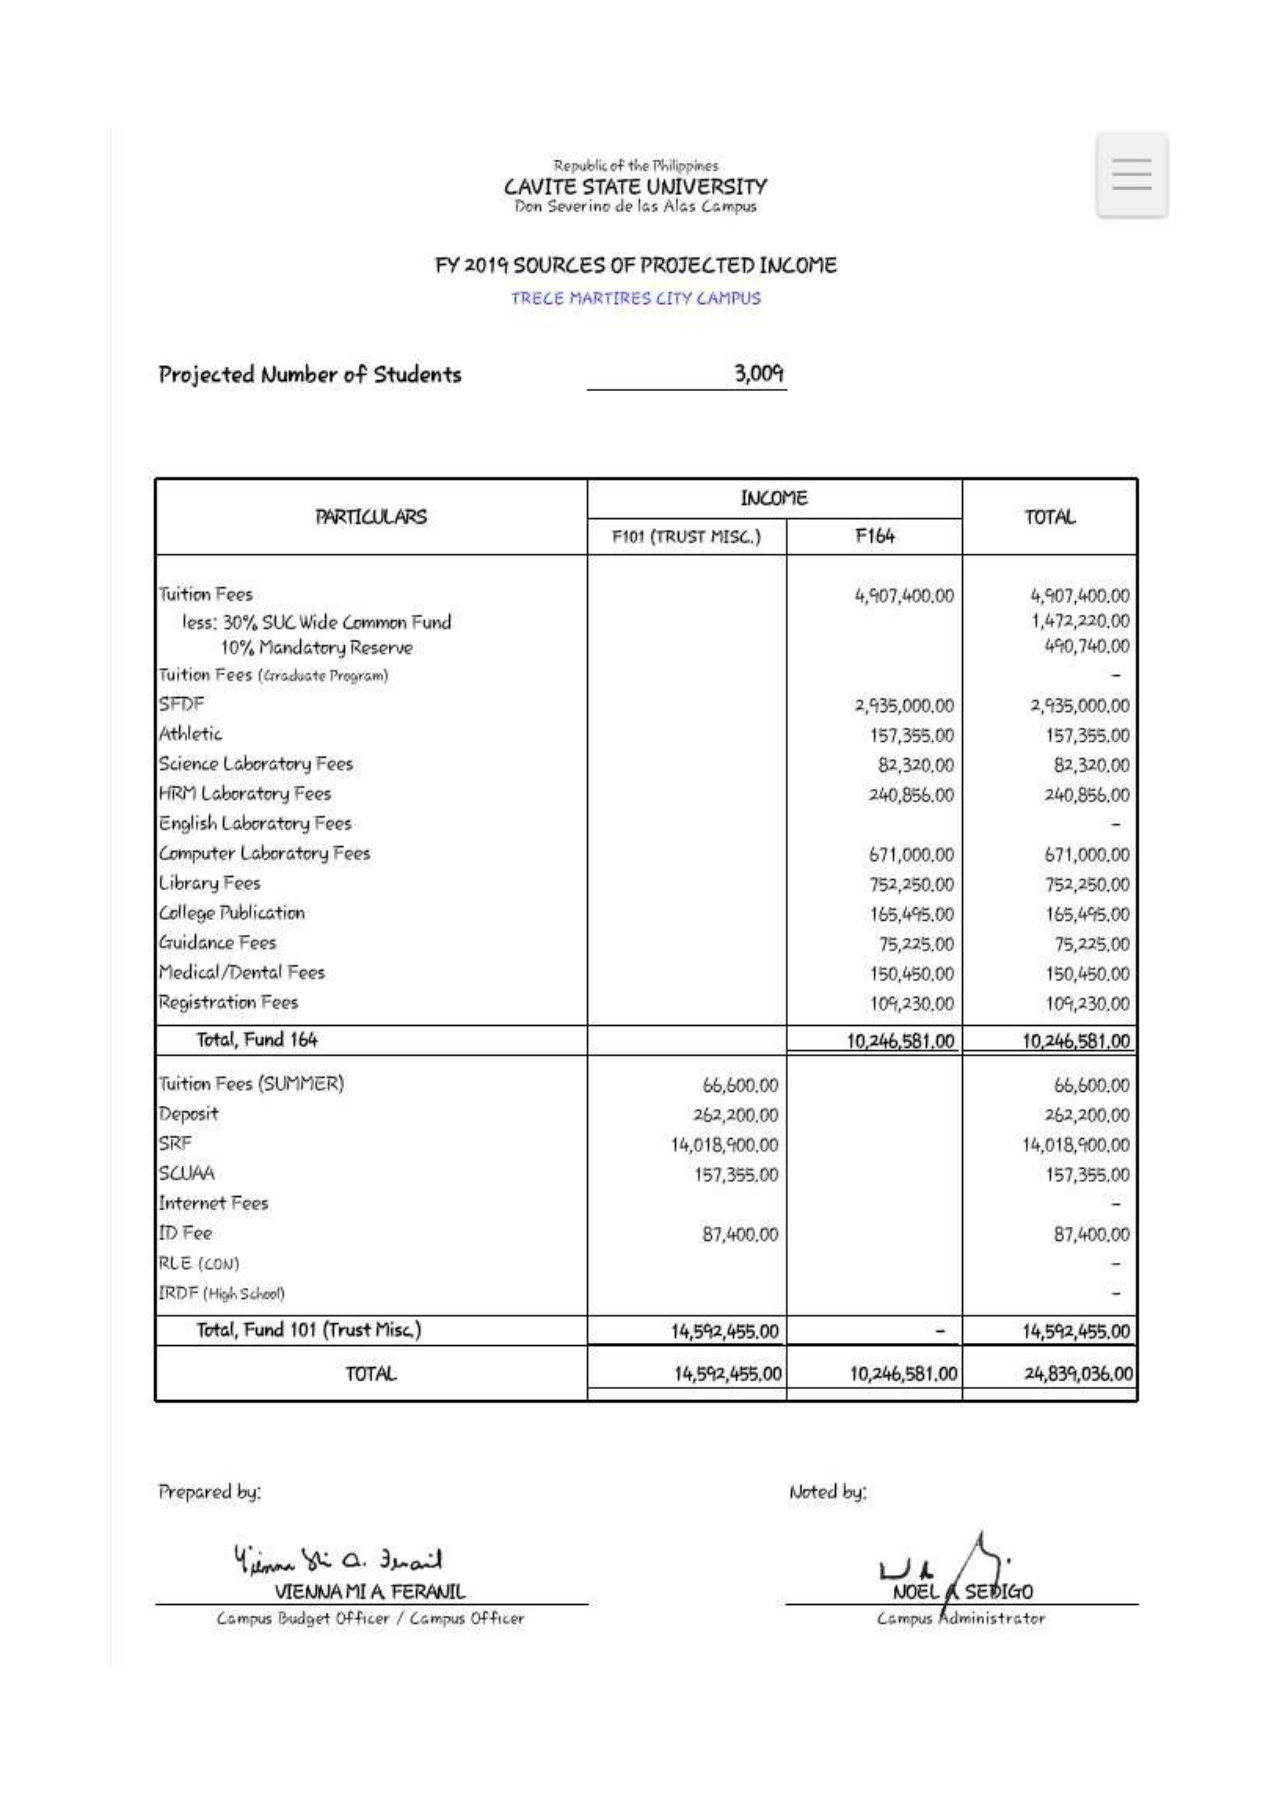 Republic of the Philippines
CAVITE STATE UNIVERSITY
Don Severino de las Alas Campus
FY 2019 SOURCES OF PROJECTED INCOME
TRECE MARTIRES CITY CAMPUS
Projected Number of Students 3,009
PARTICULARS INCOME TOTAL
F101 (TRUST MISC.) F164
Tuition Fees 4,907,400.00 4,907,400.00
less: 30% SUC Wide Common Fund 1,472,220.00
10% Mandatory Reserve 490,740.00
Tuition Fees (Graduate Program) -
SFDF 2,935,000.00 2,935,000.00
Athletic 157,355.00 157,355.00
Science Laboratory Fees 82,320.00 82,320.00
HRM Laboratory Fees 240,856.00 240,856.00
English Laboratory Fees -
Computer Laboratory Fees 671,000.00 671,000.00
Library Fees 752,250.00 752,250.00
College Publication 165,495.00 165,495.00
Guidance Fees 75,225.00 75,225.00
Medical/Dental Fees 150,450.00 150,450.00
Registration Fees 109,230.00 109,230.00
Total, Fund 164 10,246,581.00 10,246,581.00
Tuition Fees (SUMMER) 66,600.00 66,600.00
Deposit 262,200.00 262,200.00
SRF 14,018,900.00 14,018,900.00
SCUAA 157,355.00 157,355.00
Internet Fees -
ID Fee 87,400.00 87,400.00
RLE (CON) -
IRDF (High School) -
Total, Fund 101 (Trust Misc.) 14,592,455.00 - 14,592,455.00
TOTAL 14,592,455.00 10,246,581.00 24,839,036.00
Prepared by: Noted by:
VIENNA MI A. FERANIL NOEL A. SEDIGO
Campus Budget Officer / Campus Officer Campus Administrator